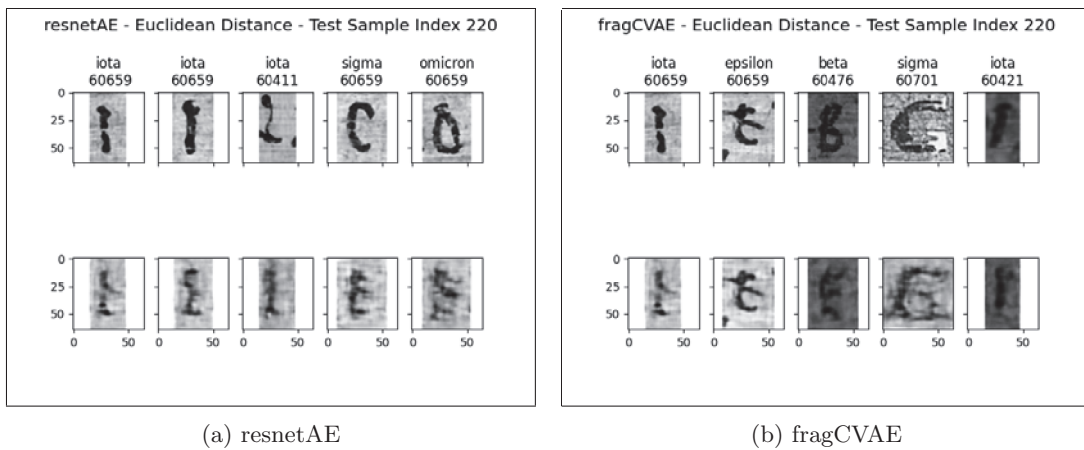 resnetAE - Euclidean Distance - Test Sample Index 220
iota iota iota sigma omicron
60659 60659 60411 60659 60659
0
25
50
0
25
50
0 50 0 50 0 50 0 50 0 50
(a) resnetAE
fragCVAE - Euclidean Distance - Test Sample Index 220
iota epsilon beta sigma iota
60659 60659 60476 60701 60421
0
25
50
0
25
50
0 50 0 50 0 50 0 50 0 50
(b) fragCVAE